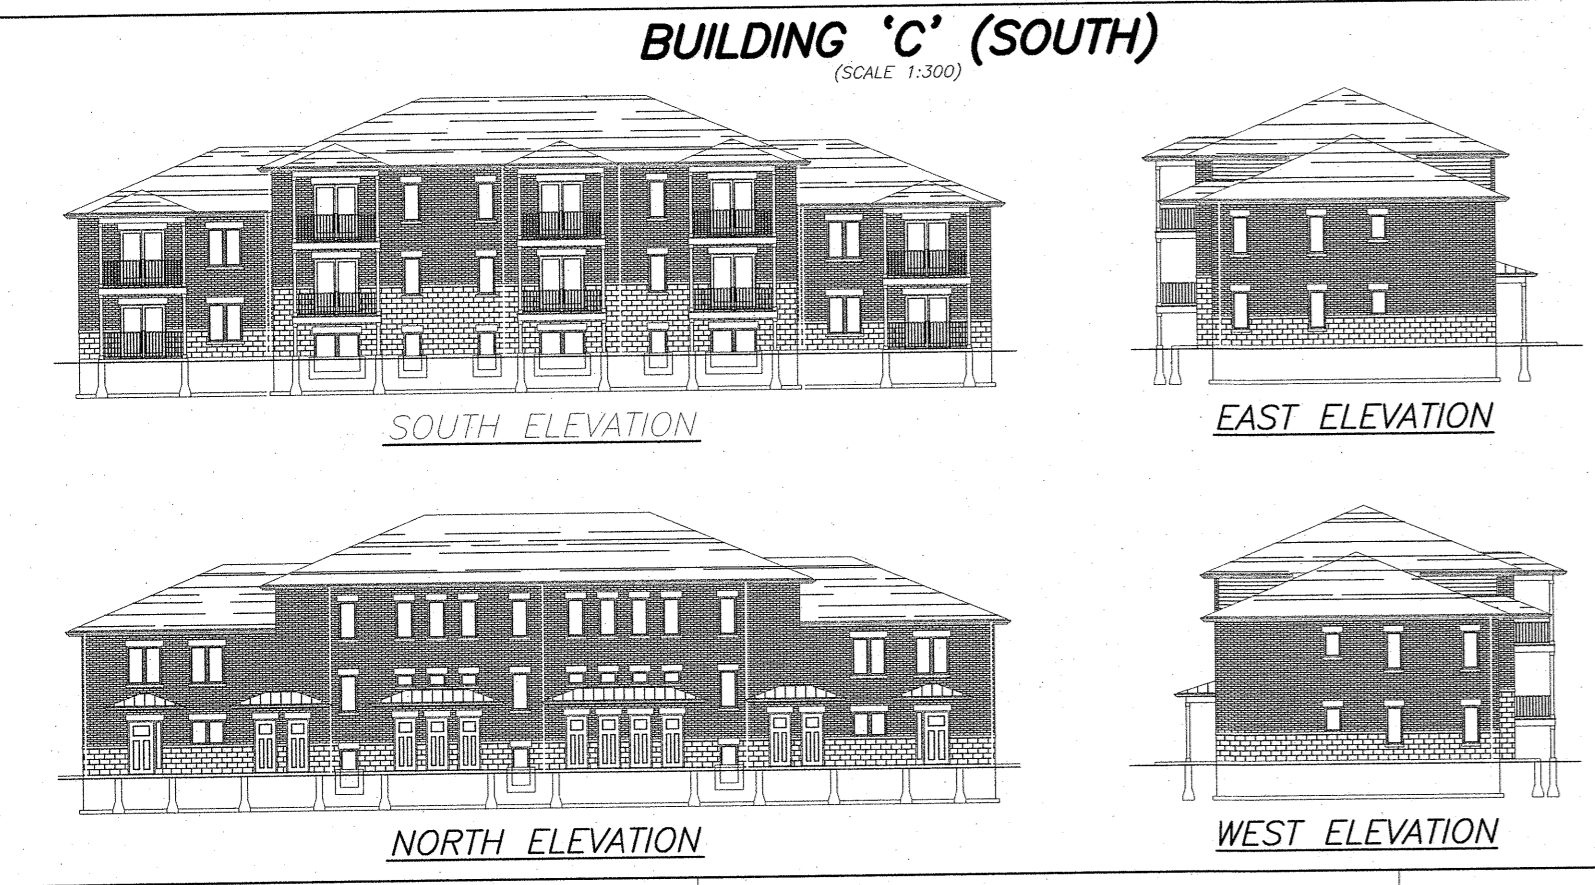 BUILDING 'C' (SOUTH)
(SCALE 1:300)
SOUTH ELEVATION
EAST ELEVATION
NORTH ELEVATION
WEST ELEVATION